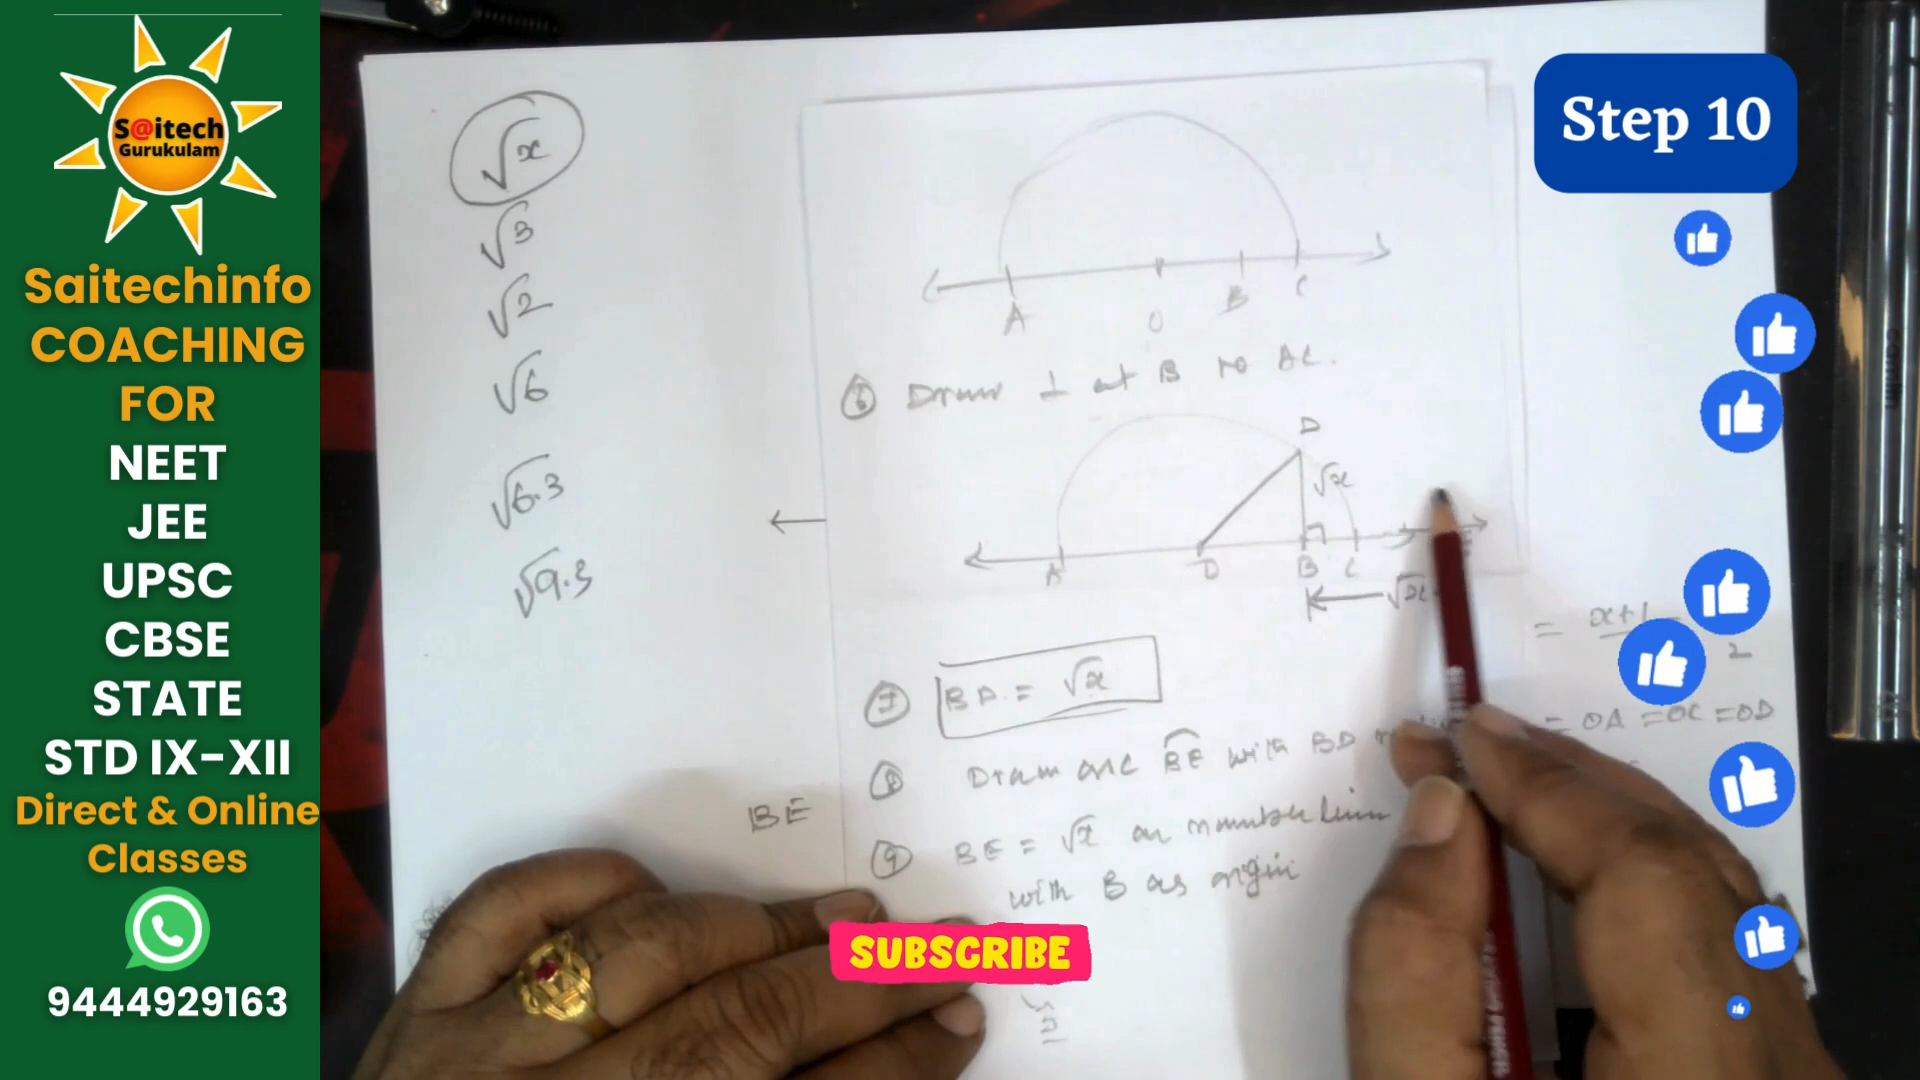 S@itech
Gurukulam
Saitechinfo
COACHING
FOR
NEET
JEE
UPSC
CBSE
STATE
STD IX-XII
Direct & Online
Classes
9444929163
√x
√3
√2
√6
√6.3
√9.3
BE
A O B C
⑥ Draw ⊥ at B to AC.
D
√x
A O B C
√x
= x+1
2
⑦ BD = √x
= OA = OC = OD
⑧ Draw arc BE with BD
⑨ BE = √x on number line
with B as origin
Step 10
SUBSCRIBE